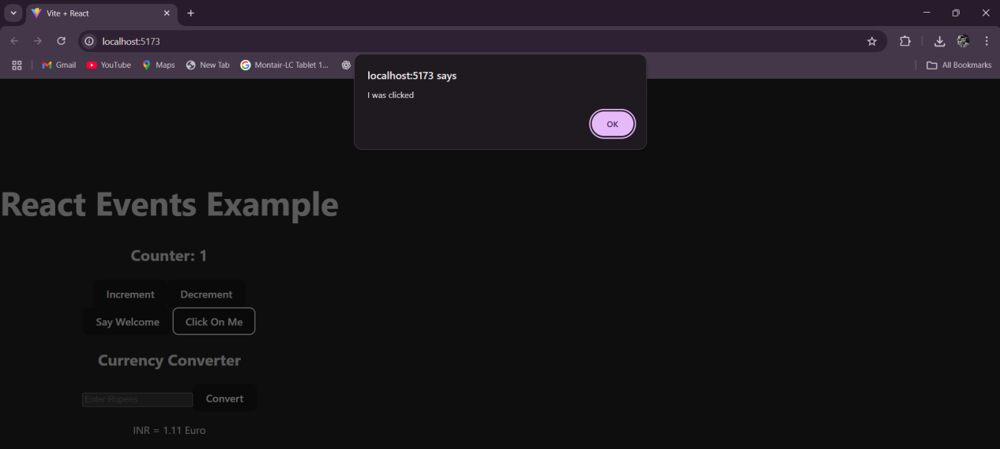 Vite + React
localhost:5173
Gmail
YouTube
Maps
New Tab
Montair-LC Tablet 1...
All Bookmarks
localhost:5173 says
I was clicked
OK
React Events Example
Counter: 1
Increment Decrement
Say Welcome Click On Me
Currency Converter
Enter Rupees Convert
INR = 1.11 Euro